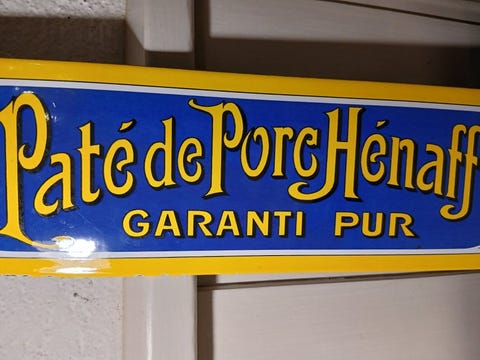 Paté de Porc Hénaff
GARANTI PUR